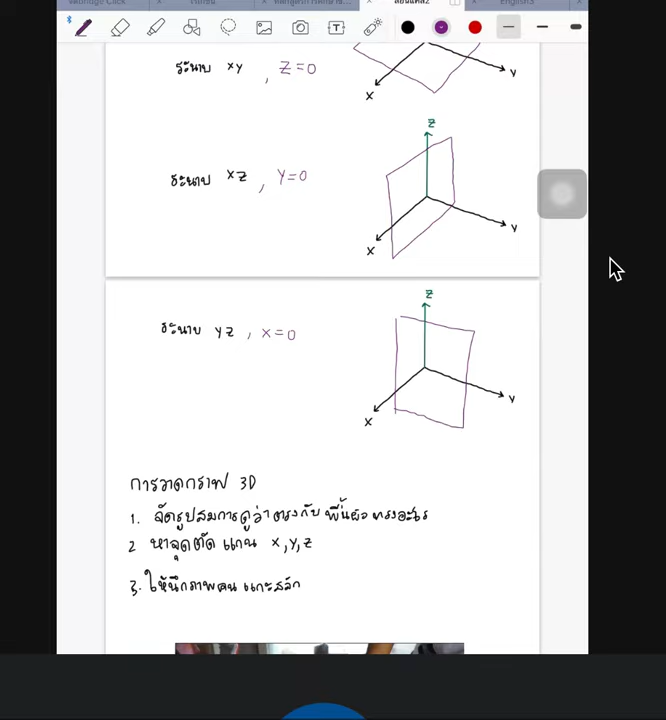 ระนาบ xy , Z=0
Y
X
Z
ระนาบ XZ , Y=0
Y
X
Z
ระนาบ YZ , X=0
Y
X
การวาดกราฟ 3D
1. จัดรูปสมการดูว่าตรงกับ พื้นผิว ทรงอะไร
2 หาจุดตัด แกน X,Y,Z
3. ให้นึกภาพคน แกะสลัก